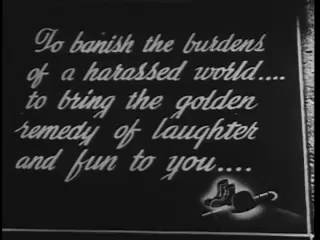 To banish the burdens
of a harassed world....
to bring the golden
remedy of laughter
and fun to you....